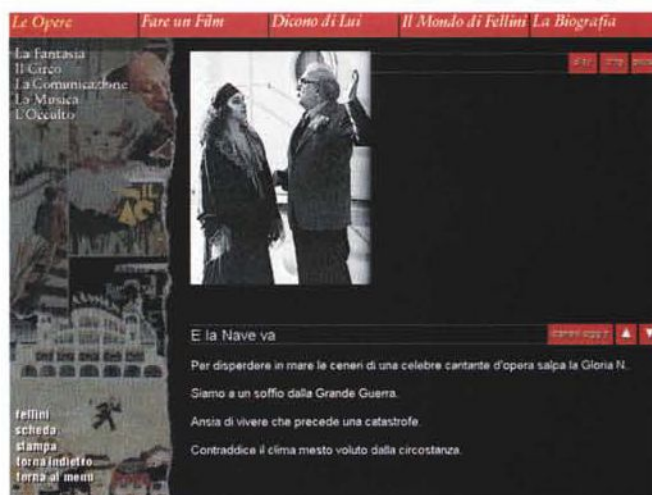 Le Opere
Fare un Film
Dicono di Lui
Il Mondo di Fellini
La Biografia
La Fantasia
Il Circo
La Comunicazione
La Musica
L'Occulto
E la Nave va
Per disperdere in mare le ceneri di una celebre cantante d'opera salpa la Gloria N.
Siamo a un soffio dalla Grande Guerra.
Ansia di vivere che precede una catastrofe.
Contraddice il clima mesto voluto dalla circostanza.
fellini
scheda
stampa
torna indietro
torna al menu